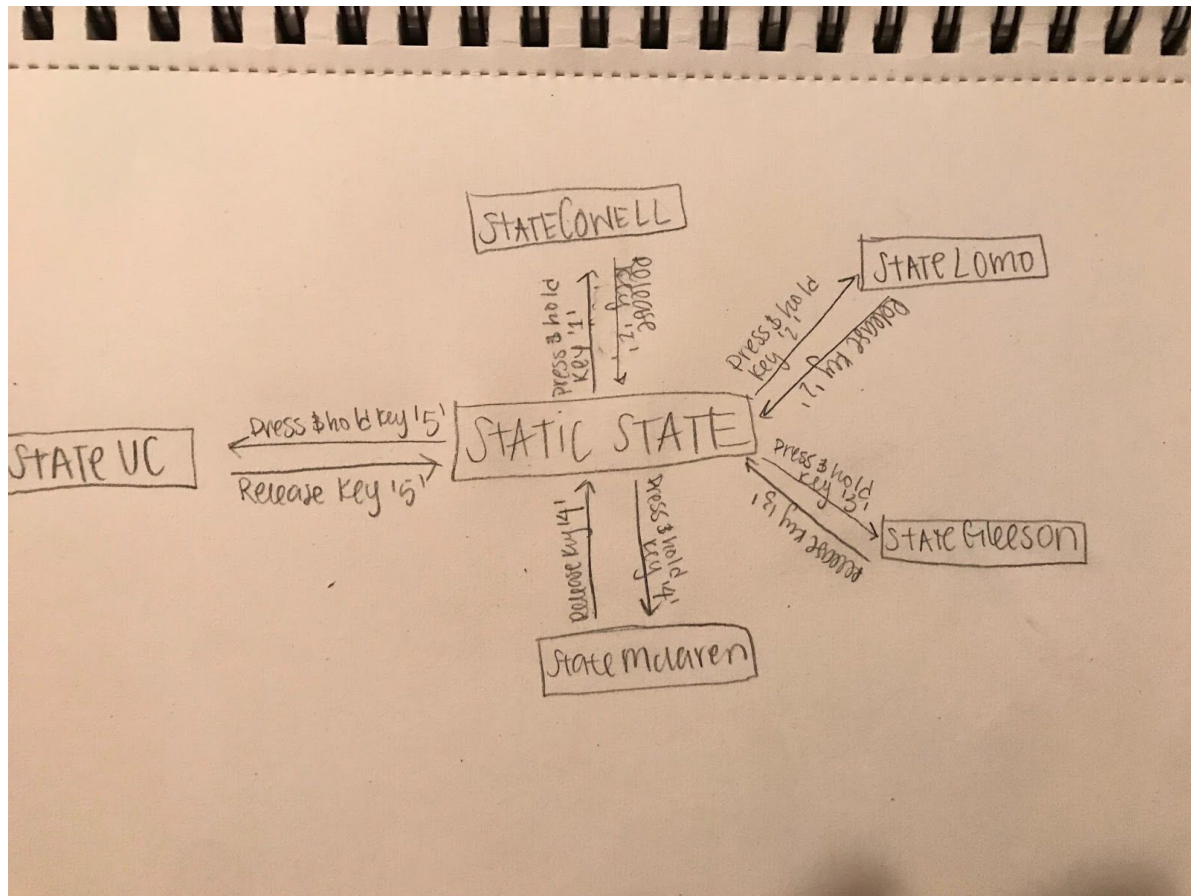 STATE COWELL
STATE LOMO
Press & hold
key '1'
Release
key '1'
Press & hold
key '2'
Release key '2'
STATIC STATE
Press & hold key '5'
STATE UC
Release key '5'
Press & hold
key '3'
Release key '3'
STATE Gleeson
Release key '4'
Press & hold
key '4'
State Mclaren